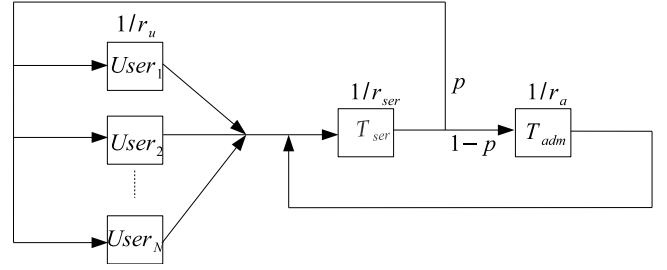 1/r_u
User_1
1/r_ser
p
1/r_a
T_ser
T_adm
1-p
User_2
User_N